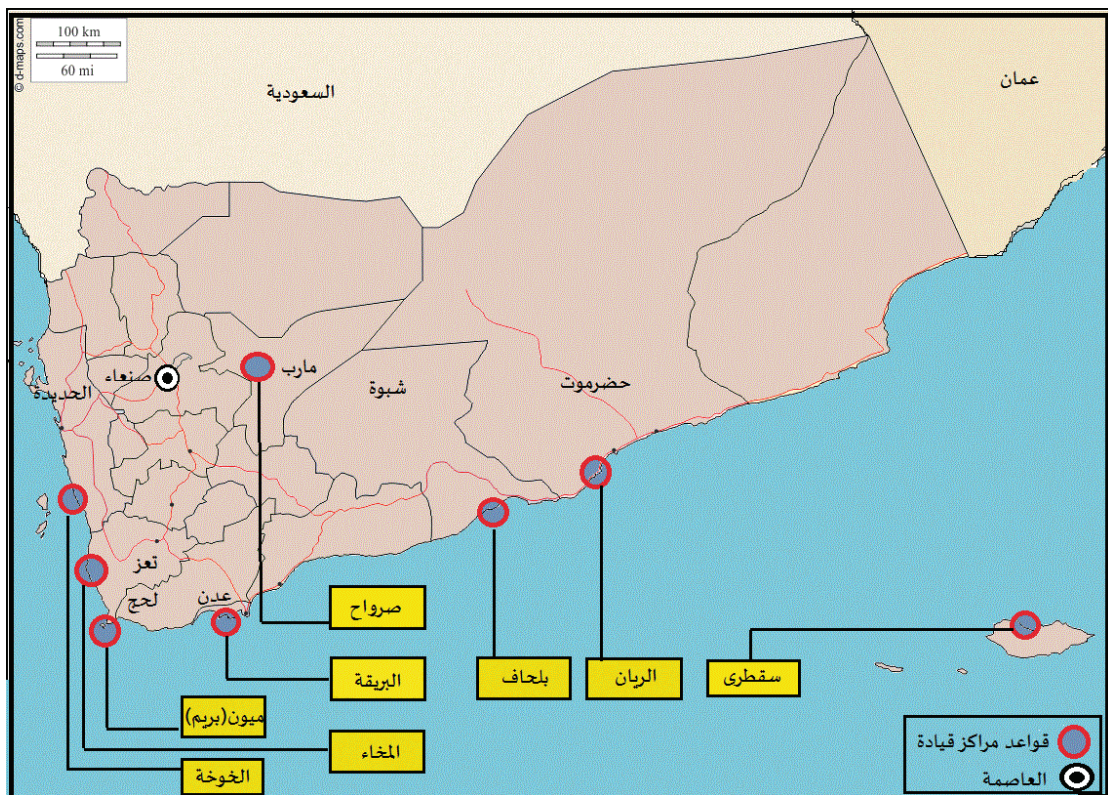 100 km
60 mi
© d-maps.com
السعودية
عمان
صنعاء
مارب
الحديدة
شبوة
حضرموت
تعز
لحج
عدن
صرواح
البريقة
بلحاف
الريان
سقطرى
ميون(بريم)
المخاء
الخوخة
قواعد مراكز قيادة
العاصمة